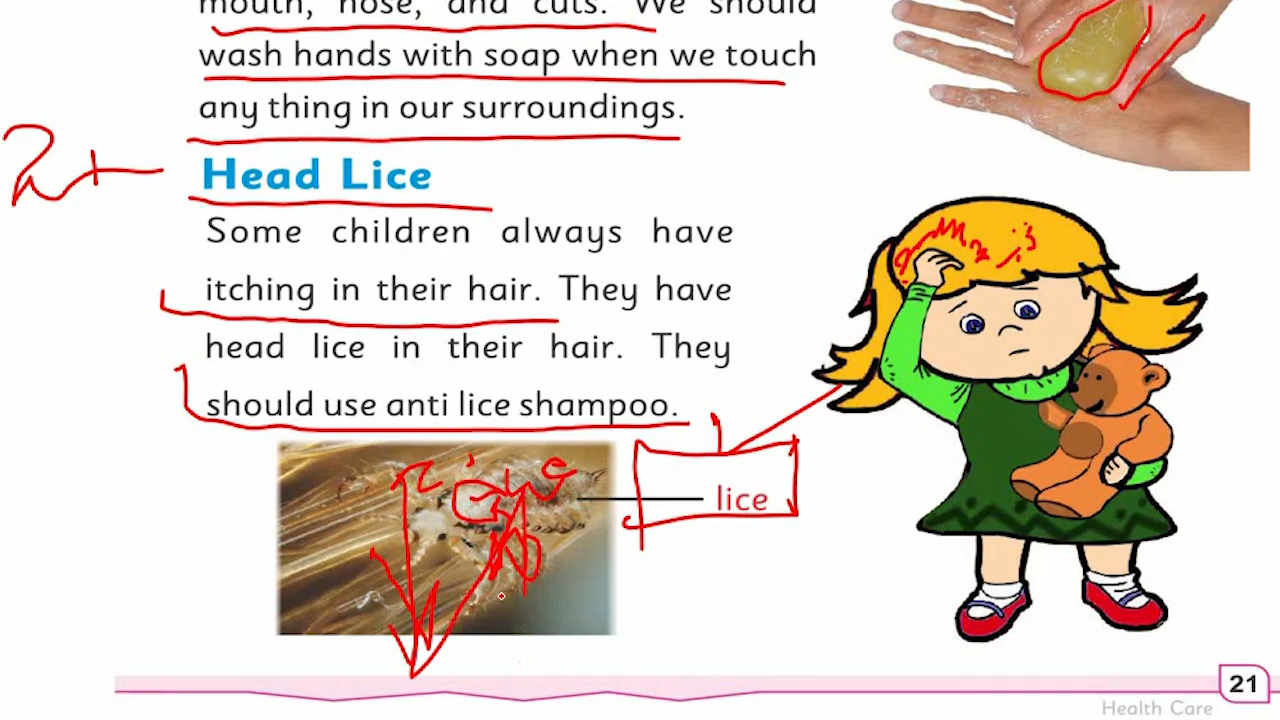 mouth, nose, and cuts. We should
wash hands with soap when we touch
any thing in our surroundings.
Head Lice
Some children always have
itching in their hair. They have
head lice in their hair. They
should use anti lice shampoo.
lice
21
Health Care